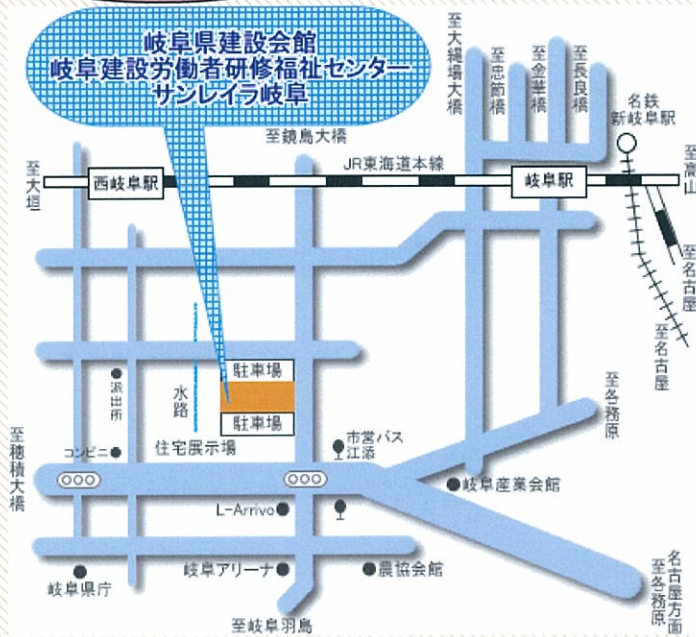 岐阜県建設会館
岐阜建設労働者研修福祉センター
サンレイラ岐阜
至大縄場大橋
至忠節橋
至金華橋
至長良橋
名鉄
新岐阜駅
至鏡島大橋
JR東海道本線
至大垣
西岐阜駅
岐阜駅
至高山
至名古屋
至名古屋
派出所
水路
駐車場
駐車場
至各務原
至穂積大橋
コンビニ
住宅展示場
市営バス
江添
岐阜産業会館
L-Arrivo
岐阜県庁
岐阜アリーナ
農協会館
名古屋方面
至各務原
至岐阜羽島